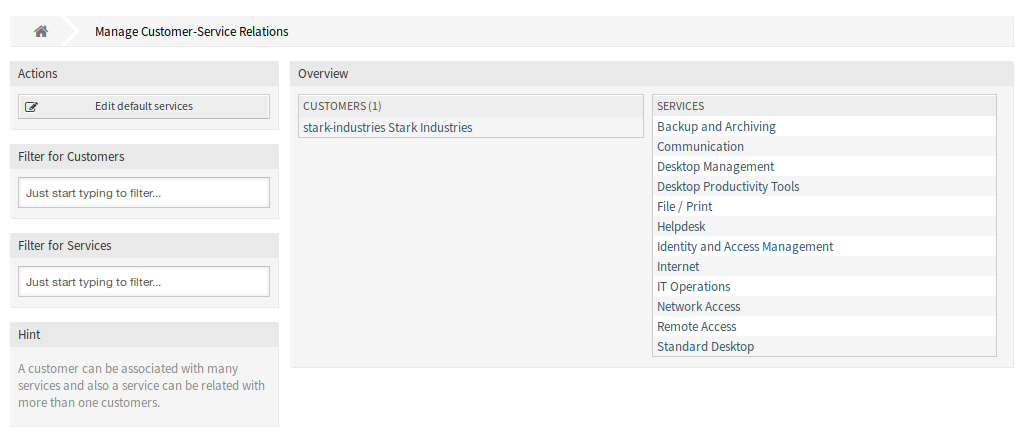 Manage Customer-Service Relations
Actions
Edit default services
Filter for Customers
Just start typing to filter...
Filter for Services
Just start typing to filter...
Hint
A customer can be associated with many
services and also a service can be related with
more than one customers.
Overview
CUSTOMERS (1)
stark-industries Stark Industries
SERVICES
Backup and Archiving
Communication
Desktop Management
Desktop Productivity Tools
File / Print
Helpdesk
Identity and Access Management
Internet
IT Operations
Network Access
Remote Access
Standard Desktop